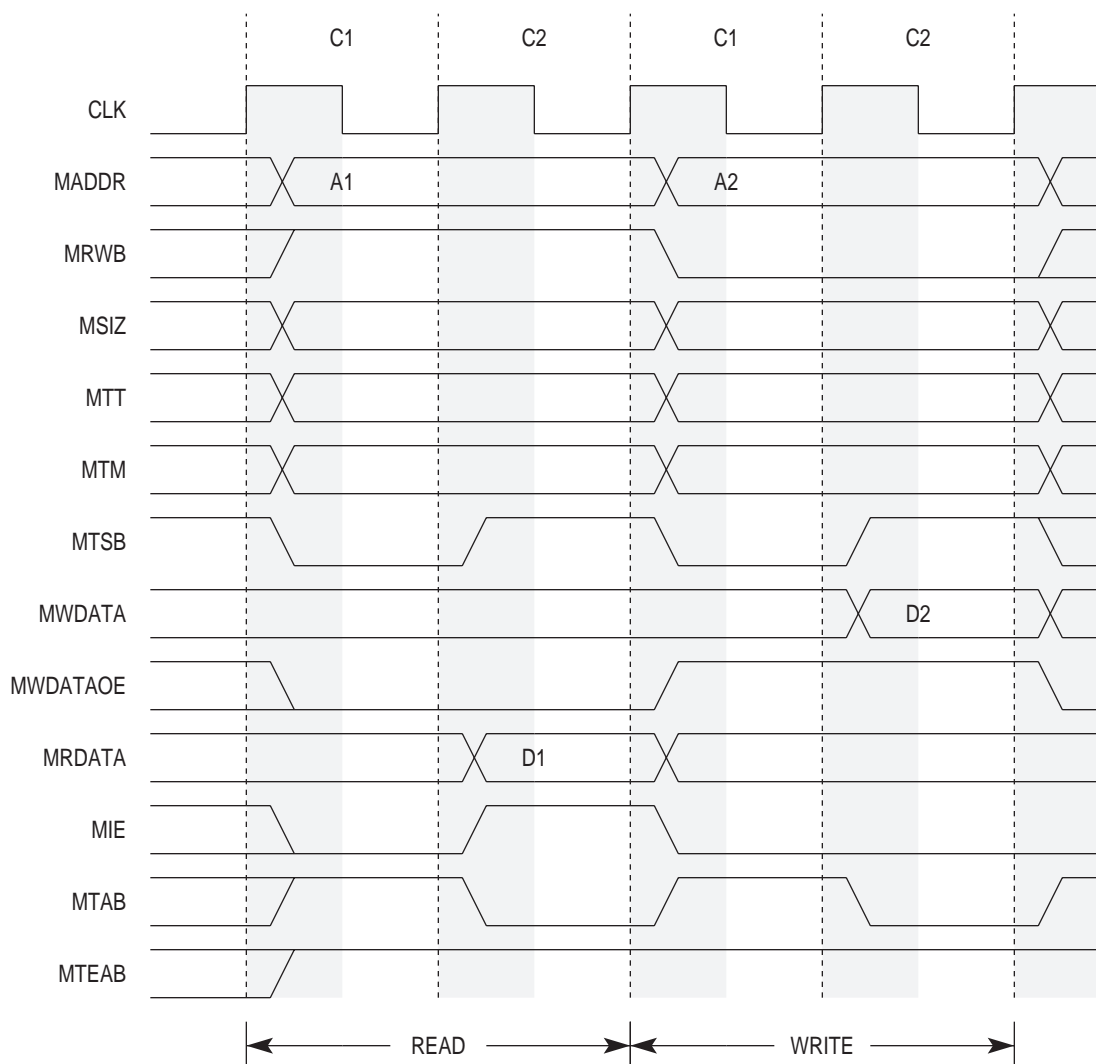 C1 C2 C1 C2
CLK
MADDR A1 A2
MRWB
MSIZ
MTT
MTM
MTSB
MWDATA D2
MWDATAOE
MRDATA D1
MIE
MTAB
MTEAB
READ WRITE